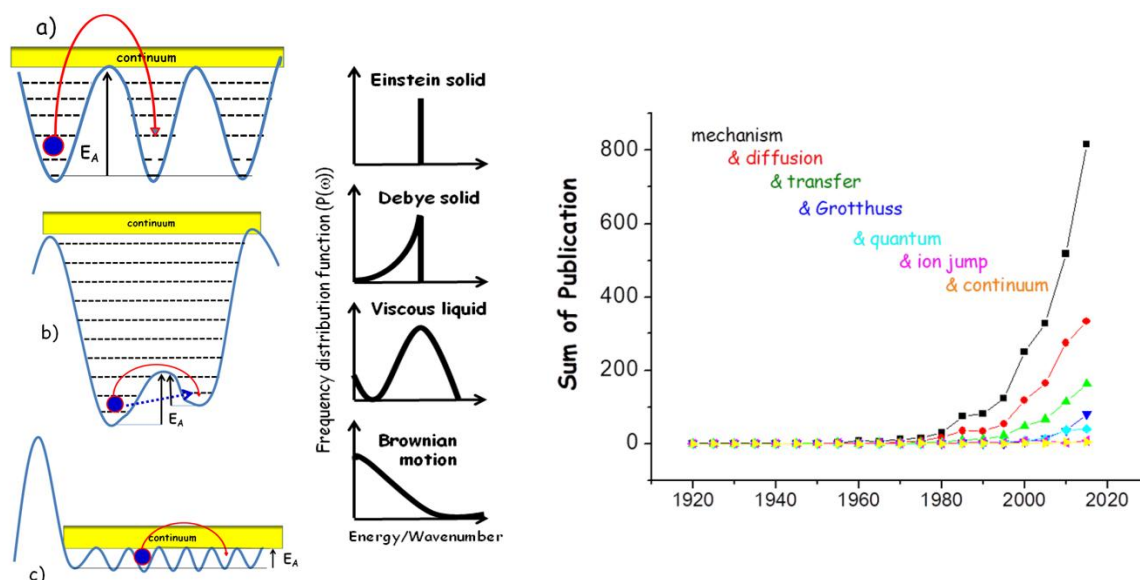 a)
continuum
E_A
continuum
b)
E_A
continuum
E_A
c)
Einstein solid
Debye solid
Viscous liquid
Brownian
motion
Frequency distribution function (P(ω))
Energy/Wavenumber
mechanism
& diffusion
& transfer
& Grotthuss
& quantum
& ion jump
& continuum
Sum of Publication
800
600
400
200
0
1920 1940 1960 1980 2000 2020